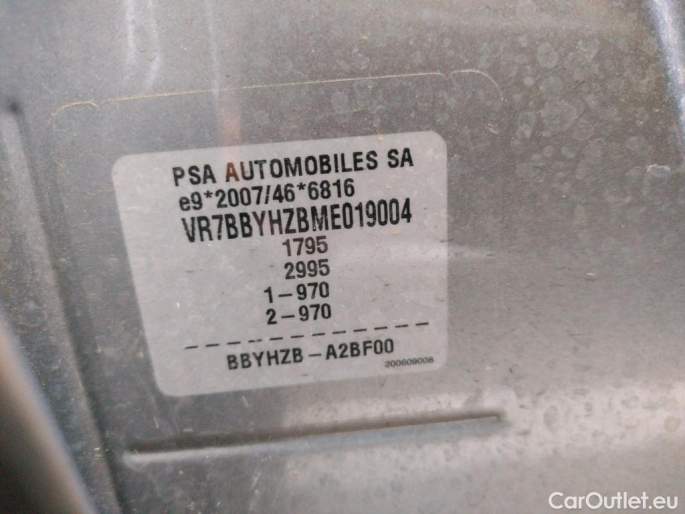 PSA AUTOMOBILES SA
e9*2007/46*6816
VR7BBYHZBME019004
1795
2995
1-970
2-970
BBYHZB-A2BF00
200609008
CarOutlet.eu